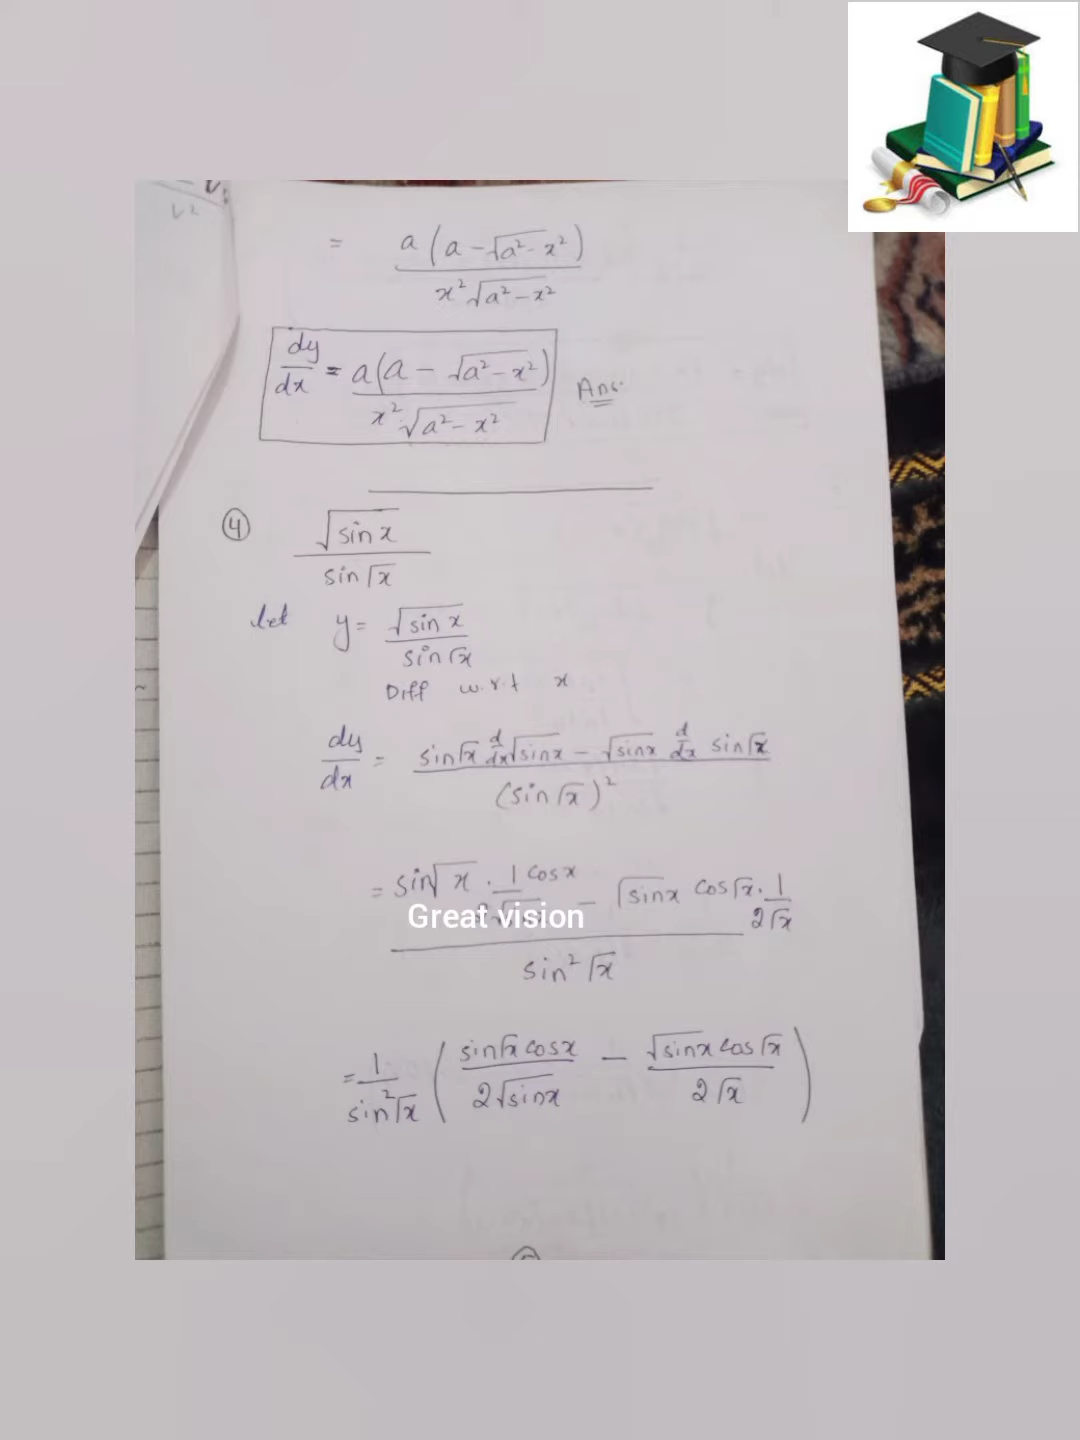 = a(a - √(a² - x²)) / x²√(a² - x²)
dy/dx = a(a - √(a² - x²)) / x²√(a² - x²) Ans.
④ √(sin x) / sin√x
let y = √(sin x) / sin√x
Diff w.r.t x
dy/dx = (sin√x d/dx √(sin x) - √(sin x) d/dx sin√x) / (sin√x)²
= (sin√x . 1/2√ cos x - √(sin x) cos√x . 1/2√x) / sin²√x
Great vision
= 1/sin²√x ( sin√x cos x / 2√(sin x) - √(sin x) cos√x / 2√x )